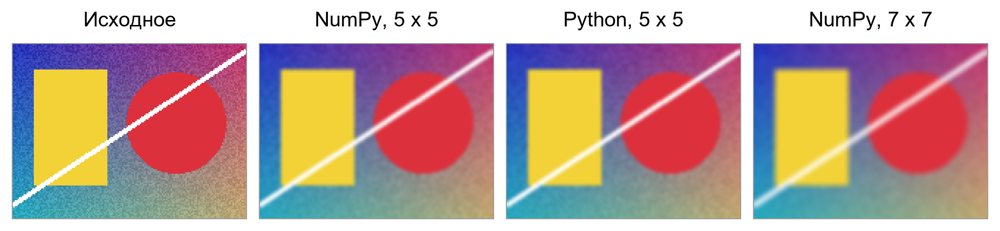 Исходное
NumPy, 5 x 5
Python, 5 x 5
NumPy, 7 x 7